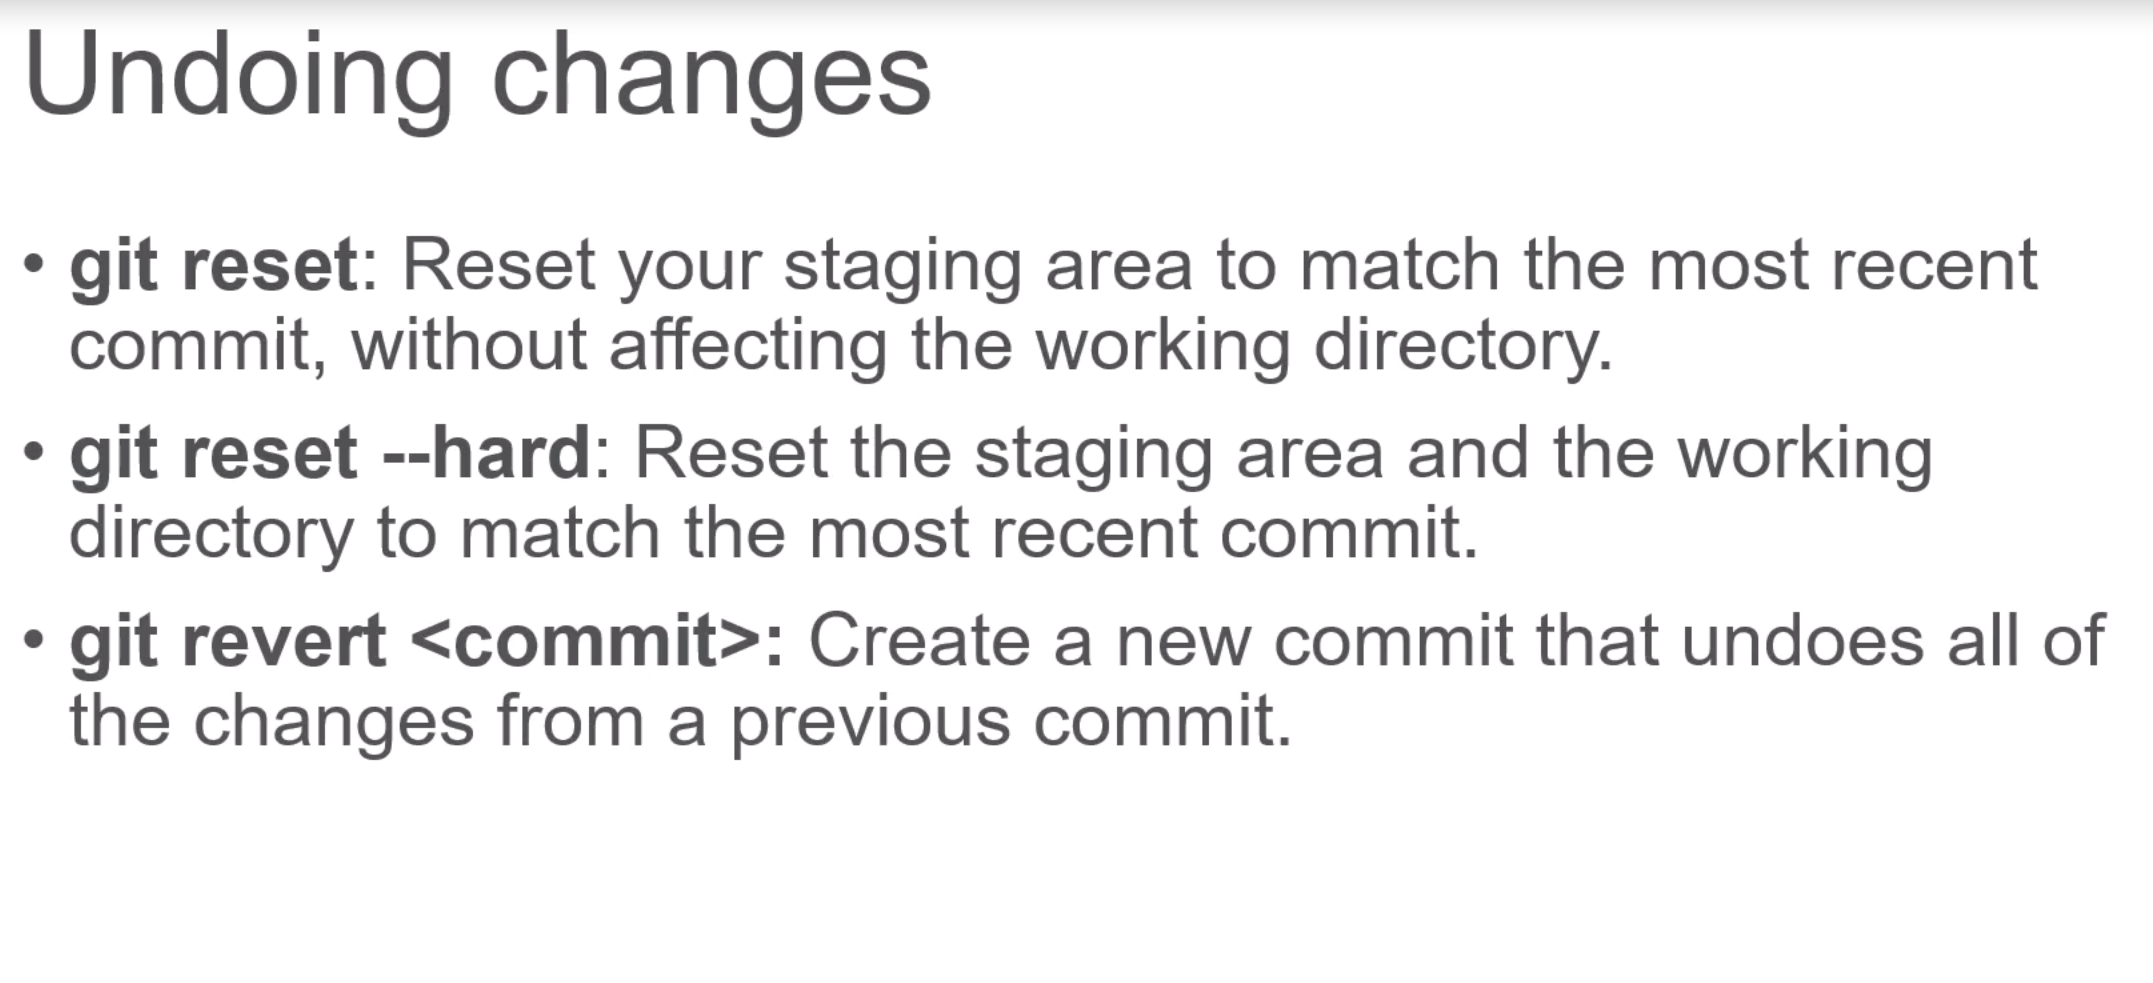 Undoing changes
• git reset: Reset your staging area to match the most recent
commit, without affecting the working directory.
• git reset --hard: Reset the staging area and the working
directory to match the most recent commit.
• git revert <commit>: Create a new commit that undoes all of
the changes from a previous commit.